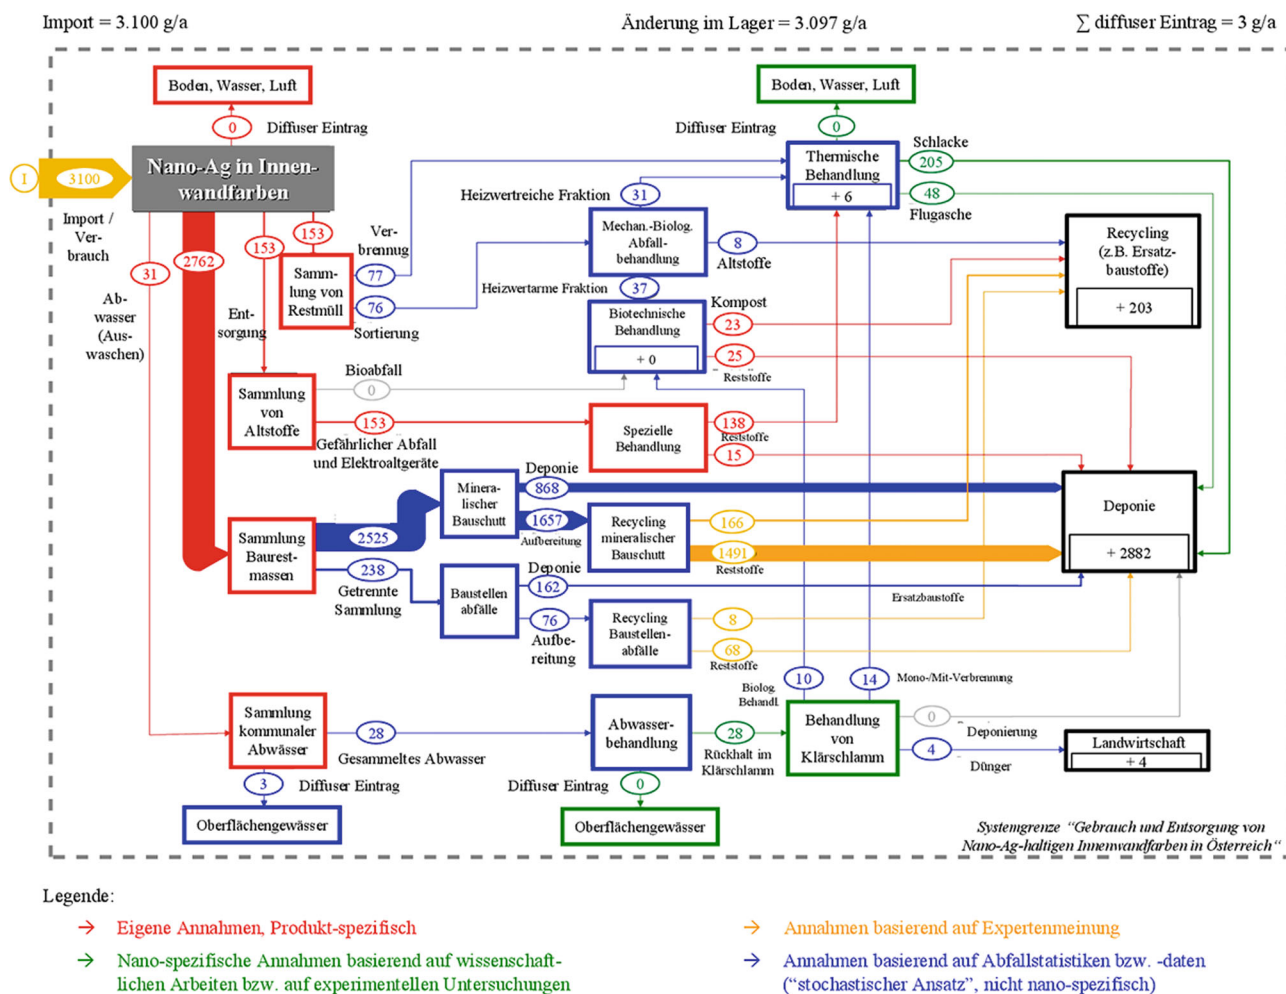 Import = 3.100 g/a
Änderung im Lager = 3.097 g/a
∑ diffuser Eintrag = 3 g/a
Boden, Wasser, Luft
0
Diffuser Eintrag
Boden, Wasser, Luft
0
Diffuser Eintrag
I
3100
Import /
Ver-
brauch
Nano-Ag in Innen-
wandfarben
31
2762
153
153
Ab-
wasser
(Aus-
waschen)
Ent-
sorgung
Samm-
lung von
Restmüll
Ver-
brennung
77
76
Sortierung
Heizwertreiche Fraktion
31
Mechan.-Biolog.
Abfall-
behandlung
8
Altstoffe
Heizwertarme Fraktion
37
Biotechnische
Behandlung
+ 0
Kompost
23
25
Reststoffe
Thermische
Behandlung
+ 6
Schlacke
205
48
Flugasche
Recycling
(z.B. Ersatz-
baustoffe)
+ 203
Sammlung
von
Altstoffe
Bioabfall
0
153
Gefährlicher Abfall
und Elektroaltgeräte
Spezielle
Behandlung
138
Reststoffe
15
Sammlung
Baurest-
massen
2525
238
Getrennte
Sammlung
Minera-
lischer
Bauschutt
Deponie
868
1657
Aufbereitung
Recycling
mineralischer
Bauschutt
166
1491
Reststoffe
Deponie
+ 2882
Baustellen
abfälle
Deponie
162
Ersatzbaustoffe
76
Aufbe-
reitung
Recycling
Baustellen-
abfälle
8
68
Reststoffe
Sammlung
kommunaler
Abwässer
28
Gesammeltes Abwasser
3
Diffuser Eintrag
Oberflächengewässer
Abwasser-
behandlung
28
Rückhalt im
Klärschlamm
Diffuser Eintrag
0
Oberflächengewässer
Biolog.
Behandl.
10
14
Mono-/Mit-Verbrennung
Behandlung
von
Klärschlamm
0
Deponierung
4
Dünger
Landwirtschaft
+ 4
Systemgrenze “Gebrauch und Entsorgung von
Nano-Ag-haltigen Innenwandfarben in Österreich“
Legende:
→ Eigene Annahmen, Produkt-spezifisch
→ Nano-spezifische Annahmen basierend auf wissenschaft-
lichen Arbeiten bzw. auf experimentellen Untersuchungen
→ Annahmen basierend auf Expertenmeinung
→ Annahmen basierend auf Abfallstatistiken bzw. -daten
(“stochastischer Ansatz”, nicht nano-spezifisch)